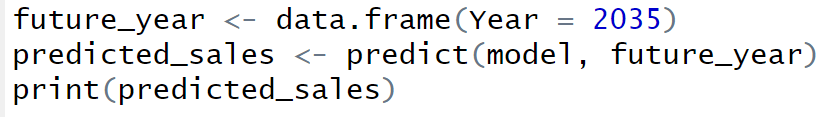 future_year <- data.frame(Year = 2035)
predicted_sales <- predict(model, future_year)
print(predicted_sales)